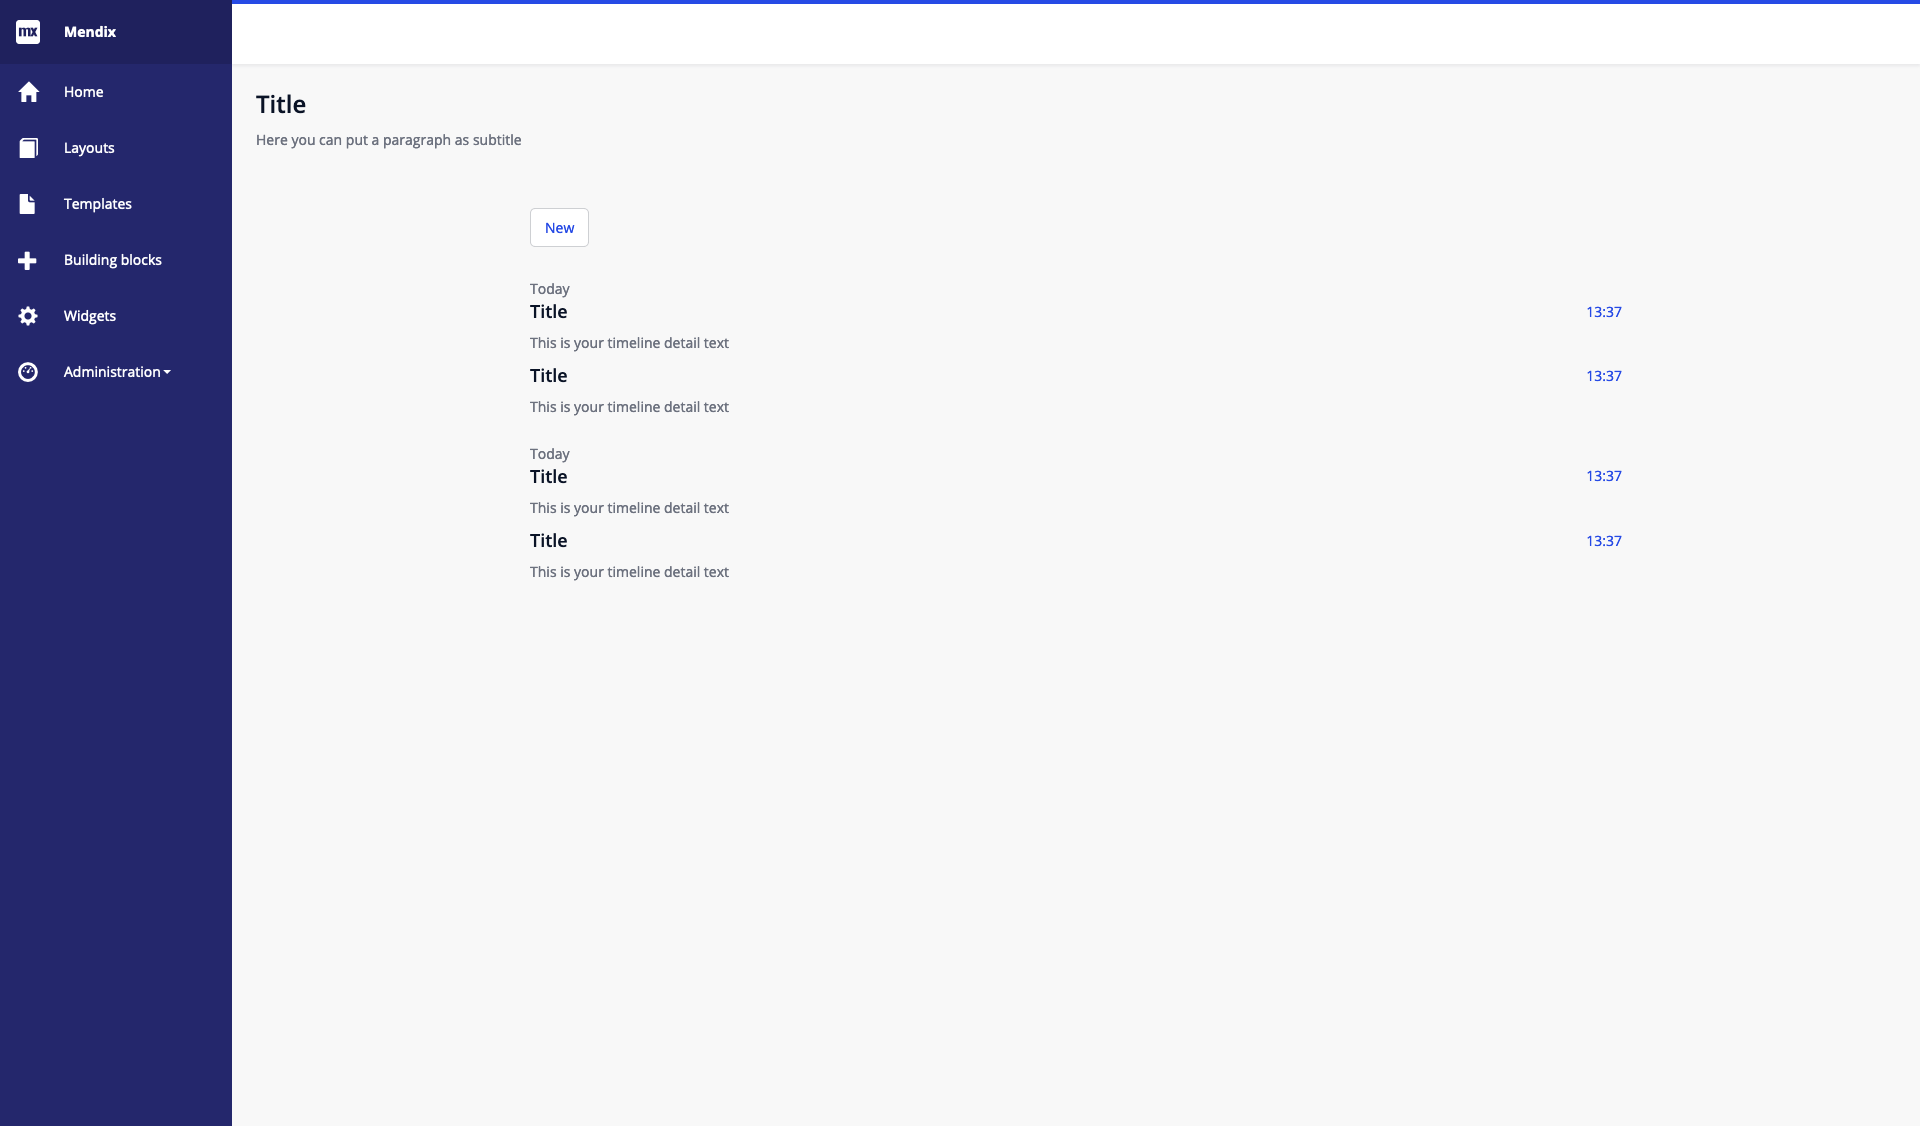 mx Mendix
Home
Layouts
Templates
Building blocks
Widgets
Administration
Title
Here you can put a paragraph as subtitle
New
Today
Title 13:37
This is your timeline detail text
Title 13:37
This is your timeline detail text
Today
Title 13:37
This is your timeline detail text
Title 13:37
This is your timeline detail text